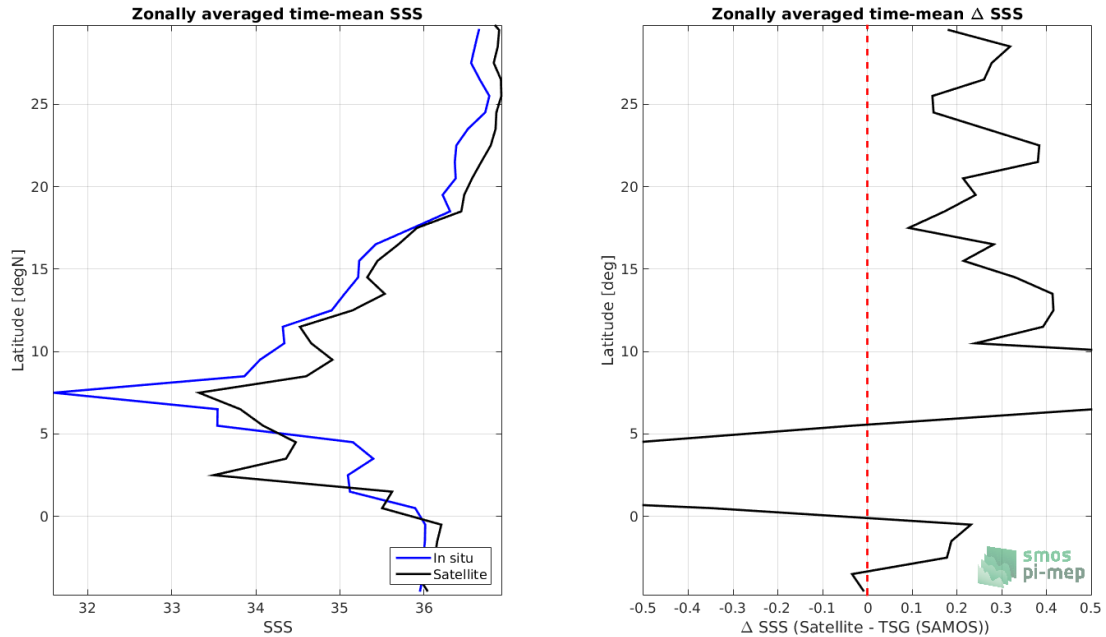 Zonally averaged time-mean SSS
Latitude [degN]
25
20
15
10
5
0
32
33
34
35
36
SSS
In situ
Satellite
Zonally averaged time-mean Δ SSS
Latitude [deg]
25
20
15
10
5
0
-0.5
-0.4
-0.3
-0.2
-0.1
0
0.1
0.2
0.3
0.4
0.5
Δ SSS (Satellite - TSG (SAMOS))
smos
pi-mep